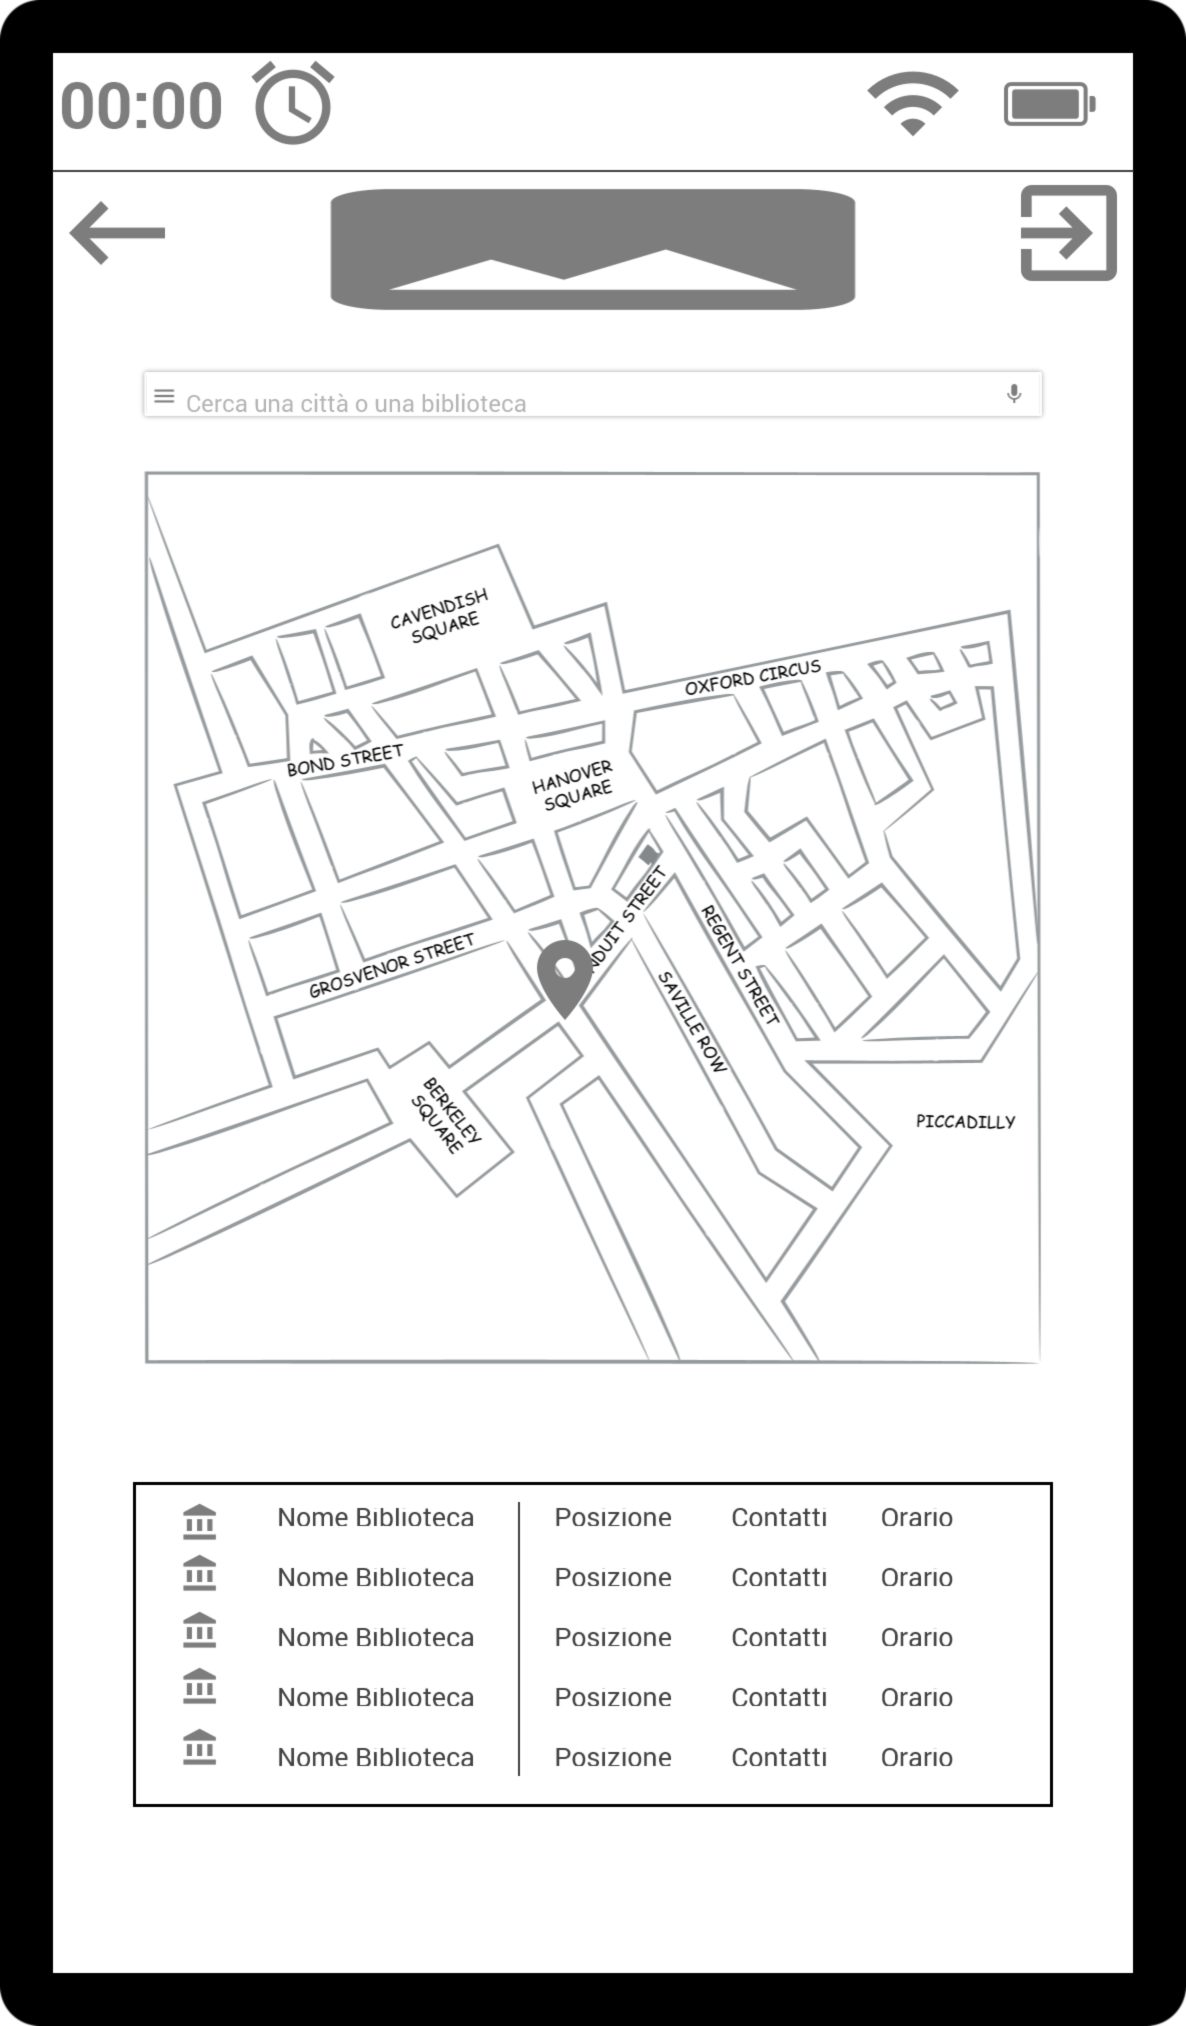 00:00
Cerca una città o una biblioteca
CAVENDISH
SQUARE
OXFORD CIRCUS
BOND STREET
HANOVER
SQUARE
NDUIT STREET
REGENT STREET
GROSVENOR STREET
SAVILLE ROW
BERKELEY
SQUARE
PICCADILLY
Nome Biblioteca Posizione Contatti Orario
Nome Biblioteca Posizione Contatti Orario
Nome Biblioteca Posizione Contatti Orario
Nome Biblioteca Posizione Contatti Orario
Nome Biblioteca Posizione Contatti Orario